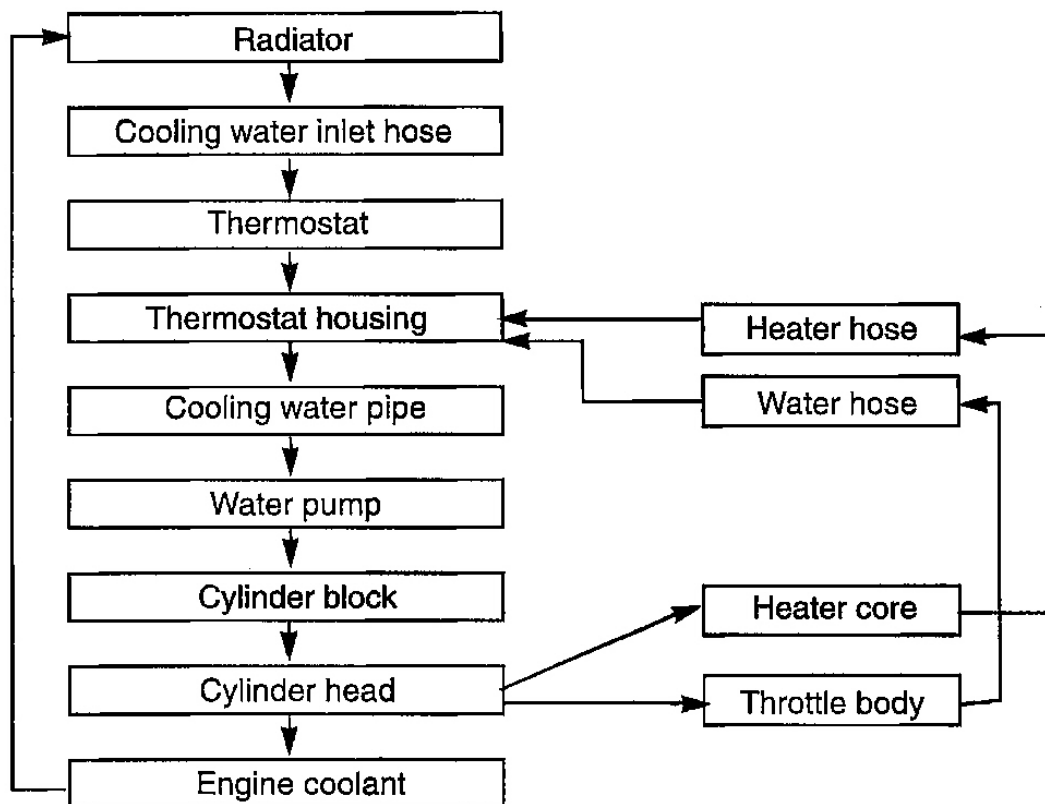 Radiator
Cooling water inlet hose
Thermostat
Thermostat housing
Heater hose
Cooling water pipe
Water hose
Water pump
Cylinder block
Heater core
Cylinder head
Throttle body
Engine coolant